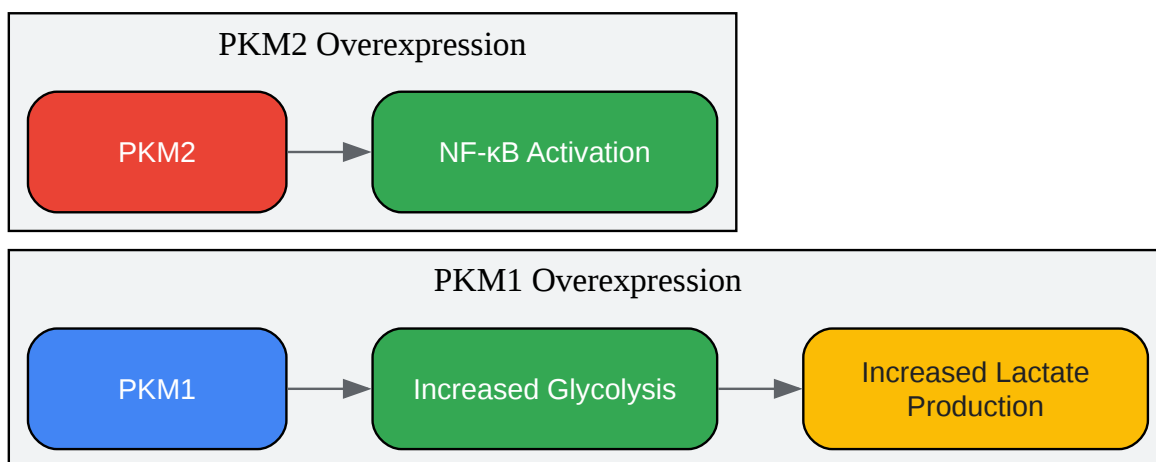 PKM2 Overexpression
PKM2
NF-κB Activation
PKM1 Overexpression
PKM1
Increased Glycolysis
Increased Lactate
Production